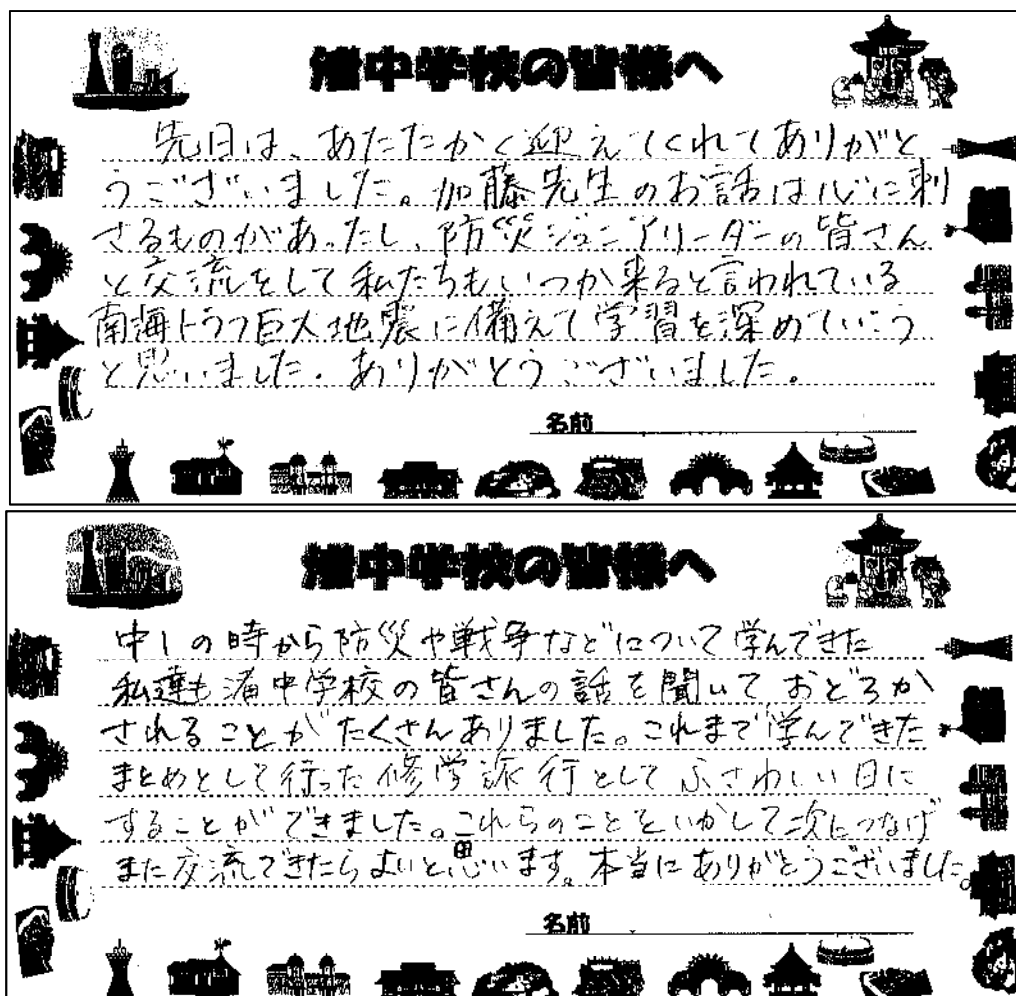 灘中学校の皆様へ
先日は、あたたかく迎えてくれてありがと
うございました。加藤先生のお話は心に刺
さるものがあったし、防災ジュニアリーダーの皆さん
と交流をして私たちもいつか来ると言われている
南海トラフ巨大地震に備えて学習を深めていこう
と思いました。ありがとうございました。
名前
灘中学校の皆様へ
中1の時から防災や戦争などについて学んできた
私達も灘中学校の皆さんの話を聞いておどろか
されることがたくさんありました。これまで学んできた
まとめとして行った修学旅行としてふさわしい日に
することができました。これらのことをいかして次につなげ
また交流できたらよいと思います。本当にありがとうございました。
名前